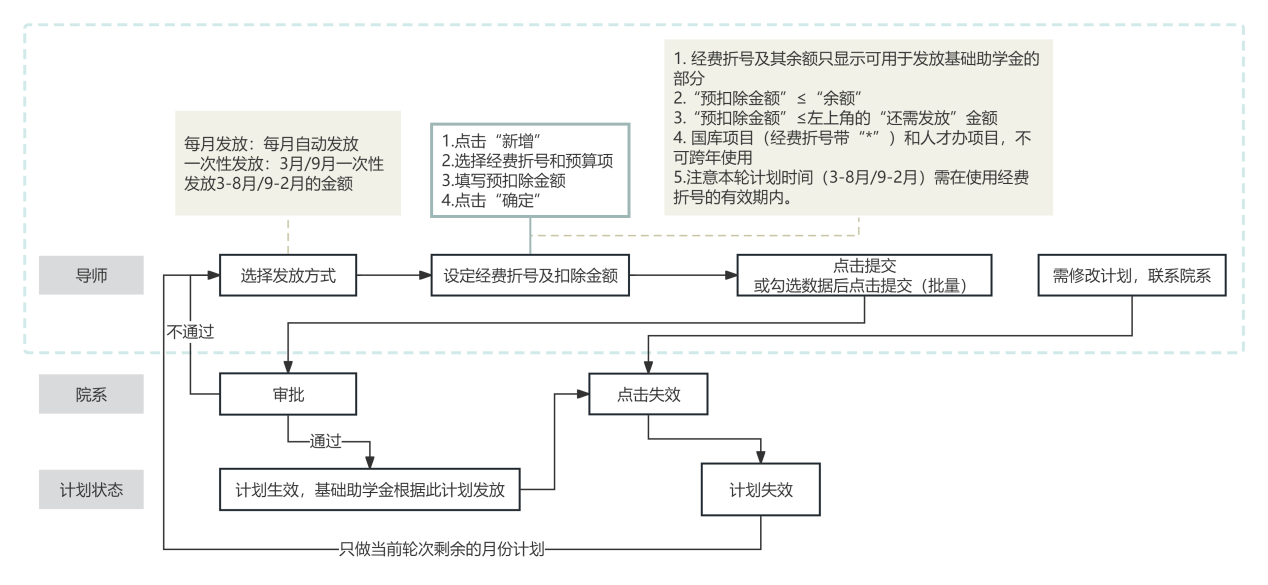 1. 经费折号及其余额只显示可用于发放基础助学金的
部分
2.“预扣除金额”≤“余额”
3.“预扣除金额”≤左上角的“还需发放”金额
4. 国库项目（经费折号带“*”）和人才办项目，不
可跨年使用
5.注意本轮计划时间（3-8月/9-2月）需在使用经费
折号的有效期内。
每月发放：每月自动发放
一次性发放：3月/9月一次性
发放3-8月/9-2月的金额
1.点击“新增”
2.选择经费折号和预算项
3.填写预扣除金额
4.点击“确定”
导师
选择发放方式
设定经费折号及扣除金额
点击提交
或勾选数据后点击提交（批量）
需修改计划，联系院系
不通过
院系
审批
点击失效
通过
计划状态
计划生效，基础助学金根据此计划发放
计划失效
只做当前轮次剩余的月份计划